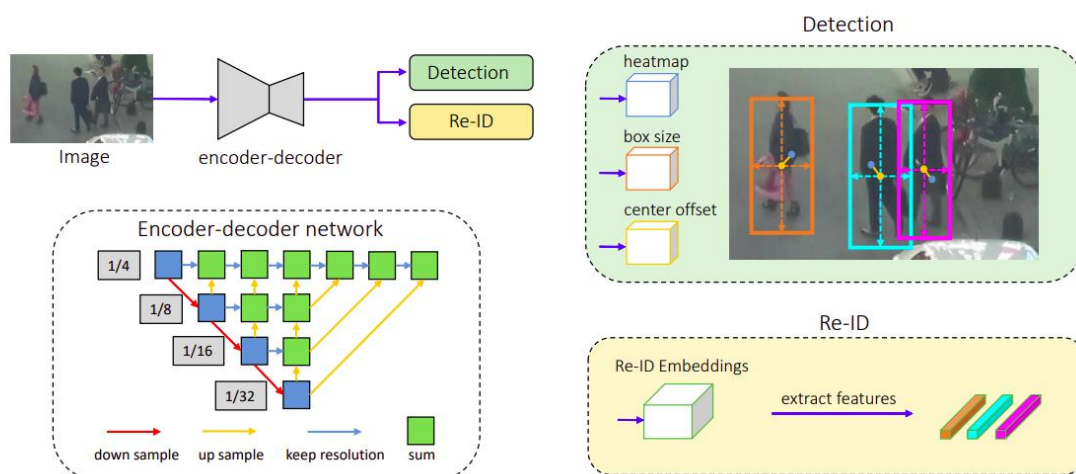 Image
encoder-decoder
Detection
Re-ID
Encoder-decoder network
1/4
1/8
1/16
1/32
down sample
up sample
keep resolution
sum
Detection
heatmap
box size
center offset
Re-ID
Re-ID Embeddings
extract features